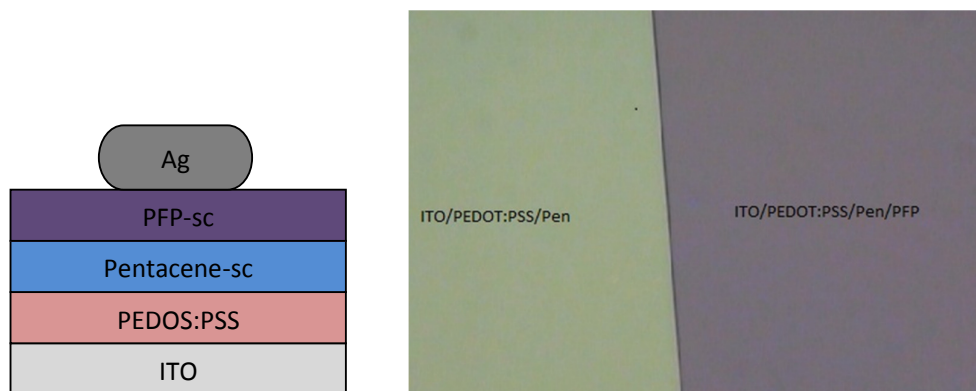 Ag
PFP-sc
Pentacene-sc
PEDOS:PSS
ITO
ITO/PEDOT:PSS/Pen
ITO/PEDOT:PSS/Pen/PFP